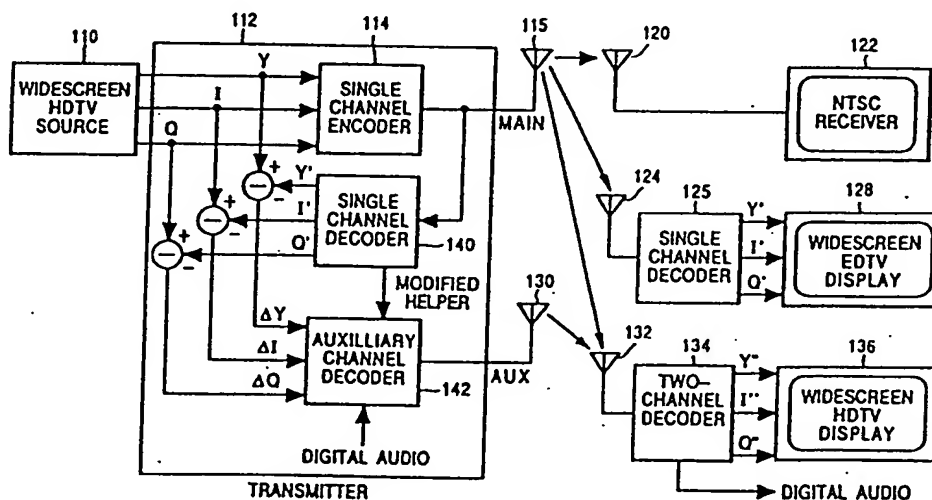 110
WIDESCREEN
HDTV
SOURCE
112
Y
I
Q
114
SINGLE
CHANNEL
ENCODER
MAIN
115
120
122
NTSC
RECEIVER
+
-
+
-
+
-
Y'
I'
Q'
SINGLE
CHANNEL
DECODER
140
MODIFIED
HELPER
124
125
SINGLE
CHANNEL
DECODER
Y'
I'
Q'
128
WIDESCREEN
EDTV
DISPLAY
ΔY
ΔI
ΔQ
AUXILLIARY
CHANNEL
DECODER
142
AUX
130
132
134
TWO-
CHANNEL
DECODER
Y"
I"
Q"
136
WIDESCREEN
HDTV
DISPLAY
DIGITAL AUDIO
TRANSMITTER
DIGITAL AUDIO